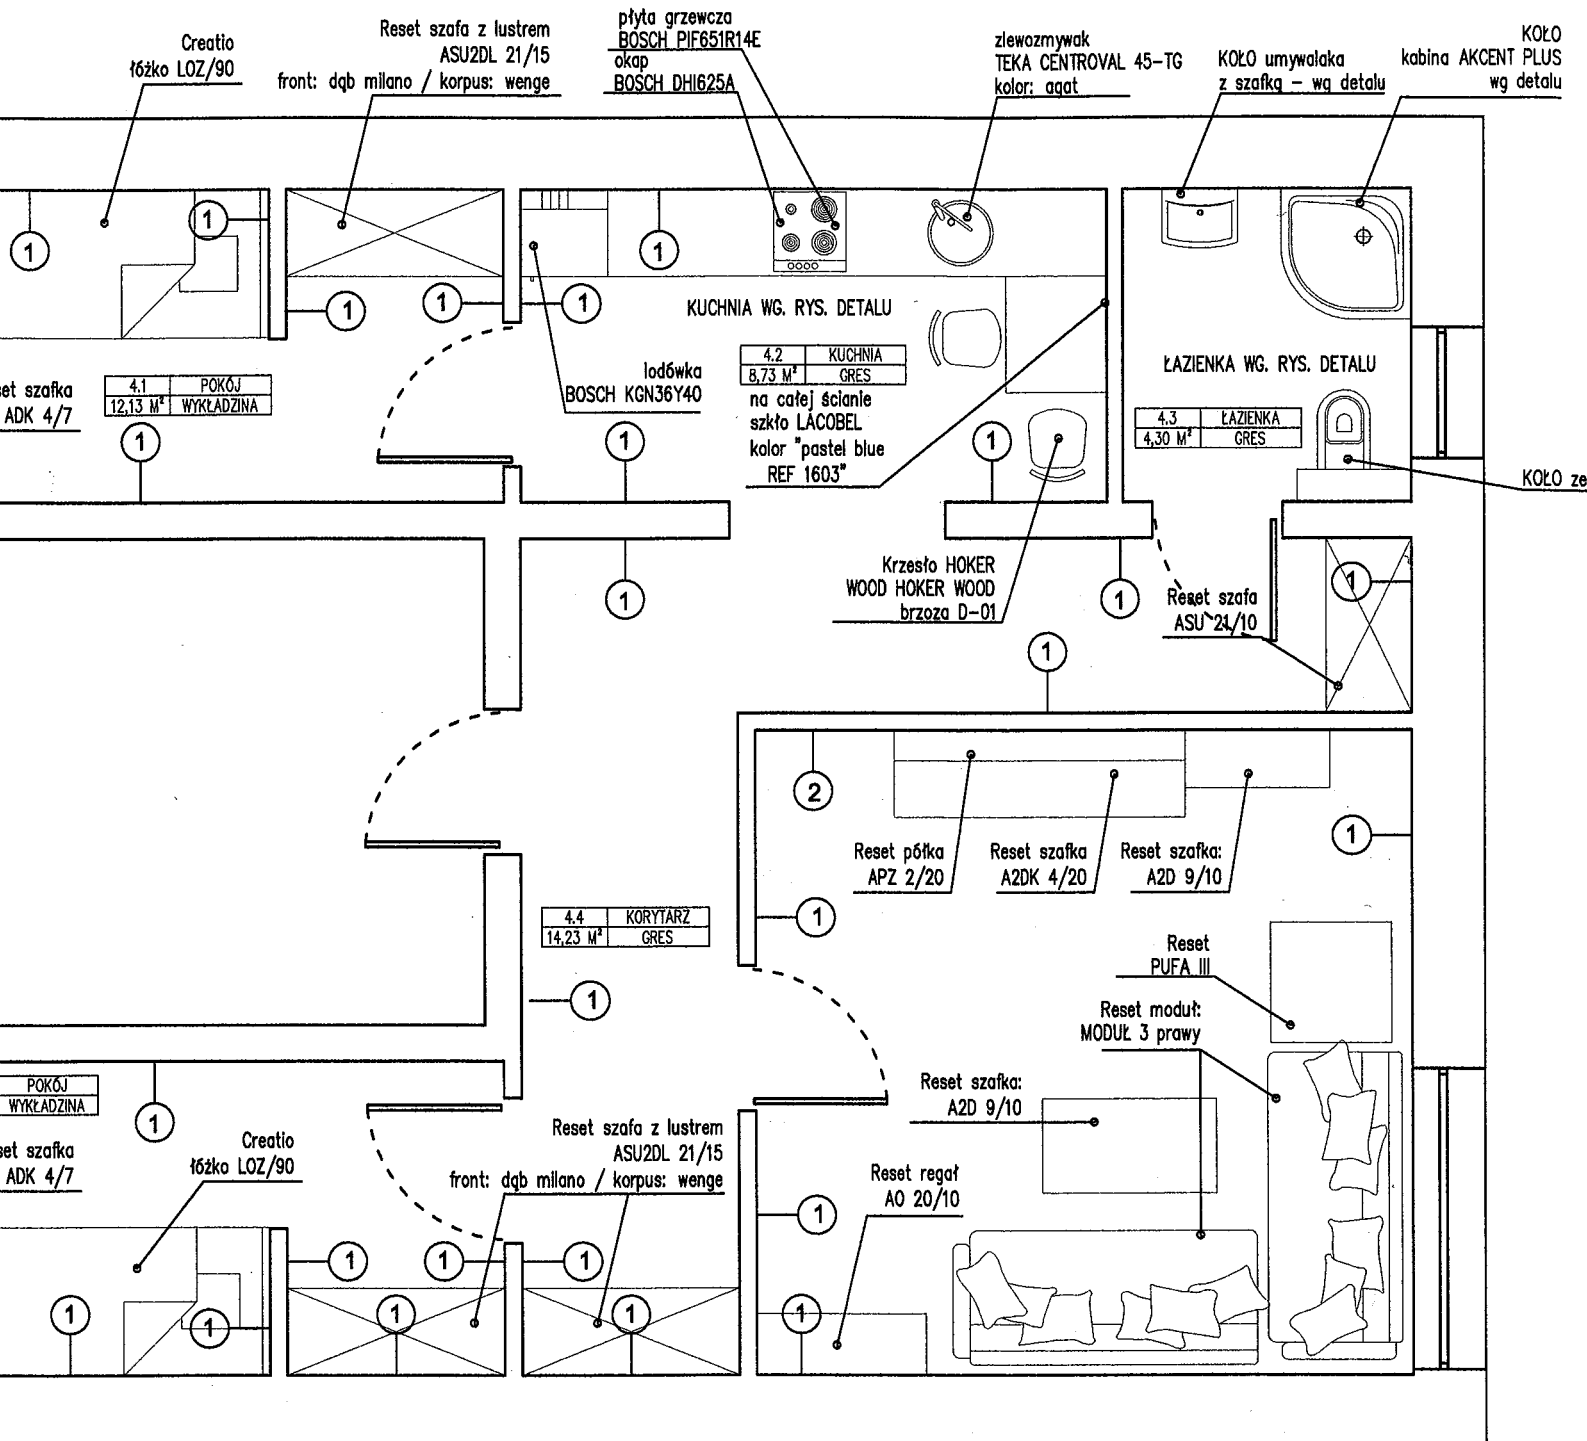 Creatio
łóżko LOZ/90
Reset szafa z lustrem
ASU2DL 21/15
front: dąb milano / korpus: wenge
płyta grzewcza
BOSCH PIF651R14E
okap
BOSCH DHI625A
zlewozmywak
TEKA CENTROVAL 45-TG
kolor: agat
KOŁO umywalaka
z szafką - wg detalu
KOŁO
kabina AKCENT PLUS
wg detalu
1
1
1
1
1
1
KUCHNIA WG. RYS. DETALU
4.2 KUCHNIA
8,73 M² GRES
na całej ścianie
szkło LACOBEL
kolor "pastel blue
REF 1603"
lodówka
BOSCH KGN36Y40
ŁAZIENKA WG. RYS. DETALU
4.3 ŁAZIENKA
4,30 M² GRES
szafka
ADK 4/7
4.1 POKÓJ
12,13 M² WYKŁADZINA
1
1
1
KOŁO
Krzesło HOKER
WOOD HOKER WOOD
brzoza D-01
1
1
1
1
Reset szafa
ASU 21/10
2
1
Reset półka
APZ 2/20
Reset szafka
A2DK 4/20
Reset szafka:
A2D 9/10
1
4.4 KORYTARZ
14,23 M² GRES
1
Reset
PUFA III
Reset moduł:
MODUŁ 3 prawy
Reset szafka:
A2D 9/10
POKÓJ
WYKŁADZINA
1
szafka
ADK 4/7
Creatio
łóżko LOZ/90
Reset szafa z lustrem
ASU2DL 21/15
front: dąb milano / korpus: wenge
Reset regał
AO 20/10
1
1
1
1
1
1
1
1
1